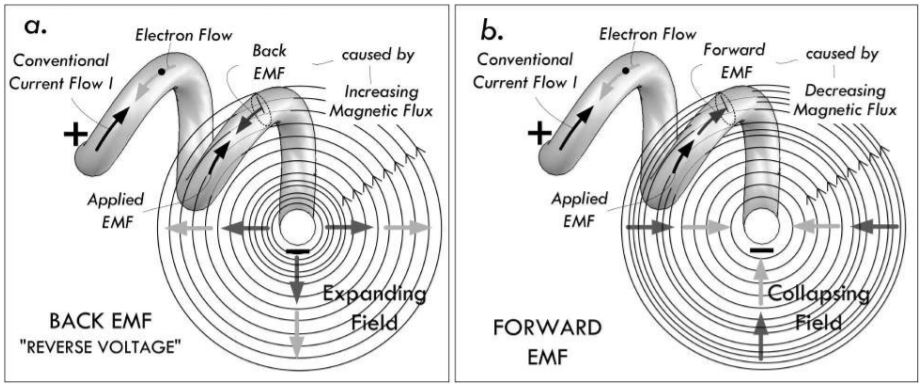 a.
Electron Flow
Conventional
Current Flow I
Back
EMF
caused by
Increasing
Magnetic Flux
+
Applied
EMF
Expanding
Field
BACK EMF
"REVERSE VOLTAGE"
b.
Electron Flow
Conventional
Current Flow I
Forward
EMF
caused by
Decreasing
Magnetic Flux
+
Applied
EMF
Collapsing
Field
FORWARD
EMF